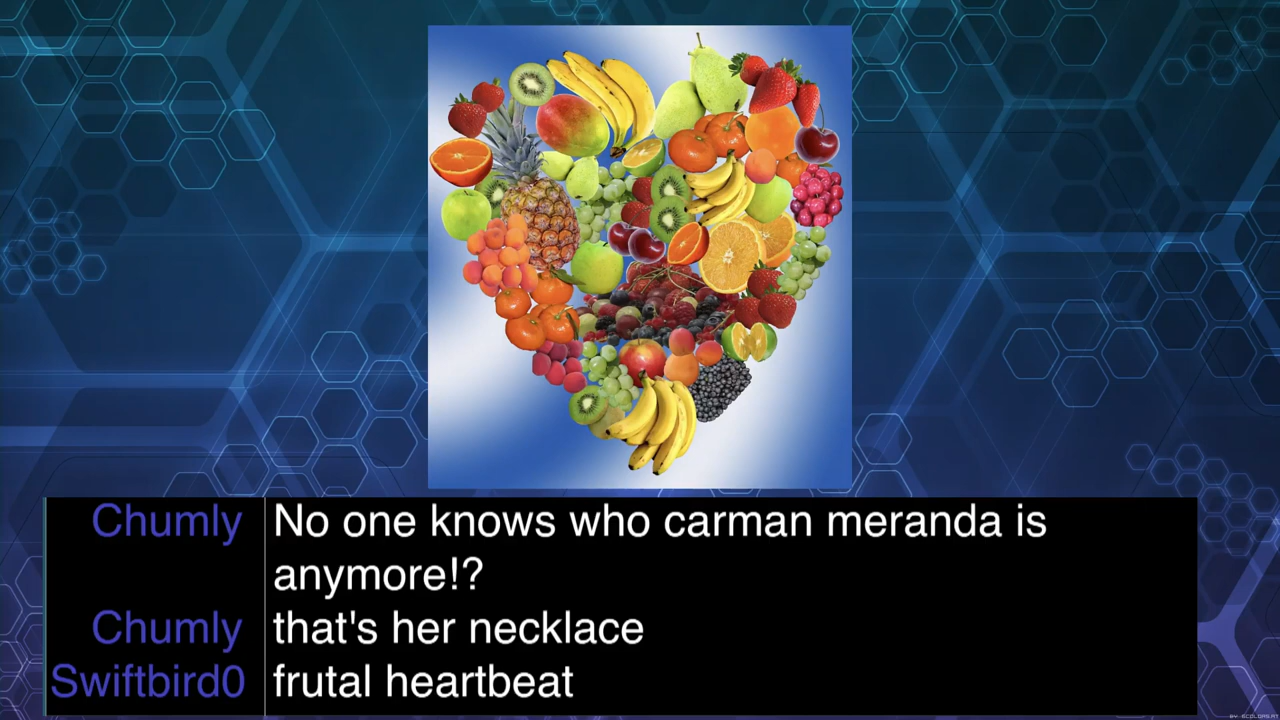 Chumly No one knows who carman meranda is
anymore!?
Chumly that's her necklace
Swiftbird0 frutal heartbeat